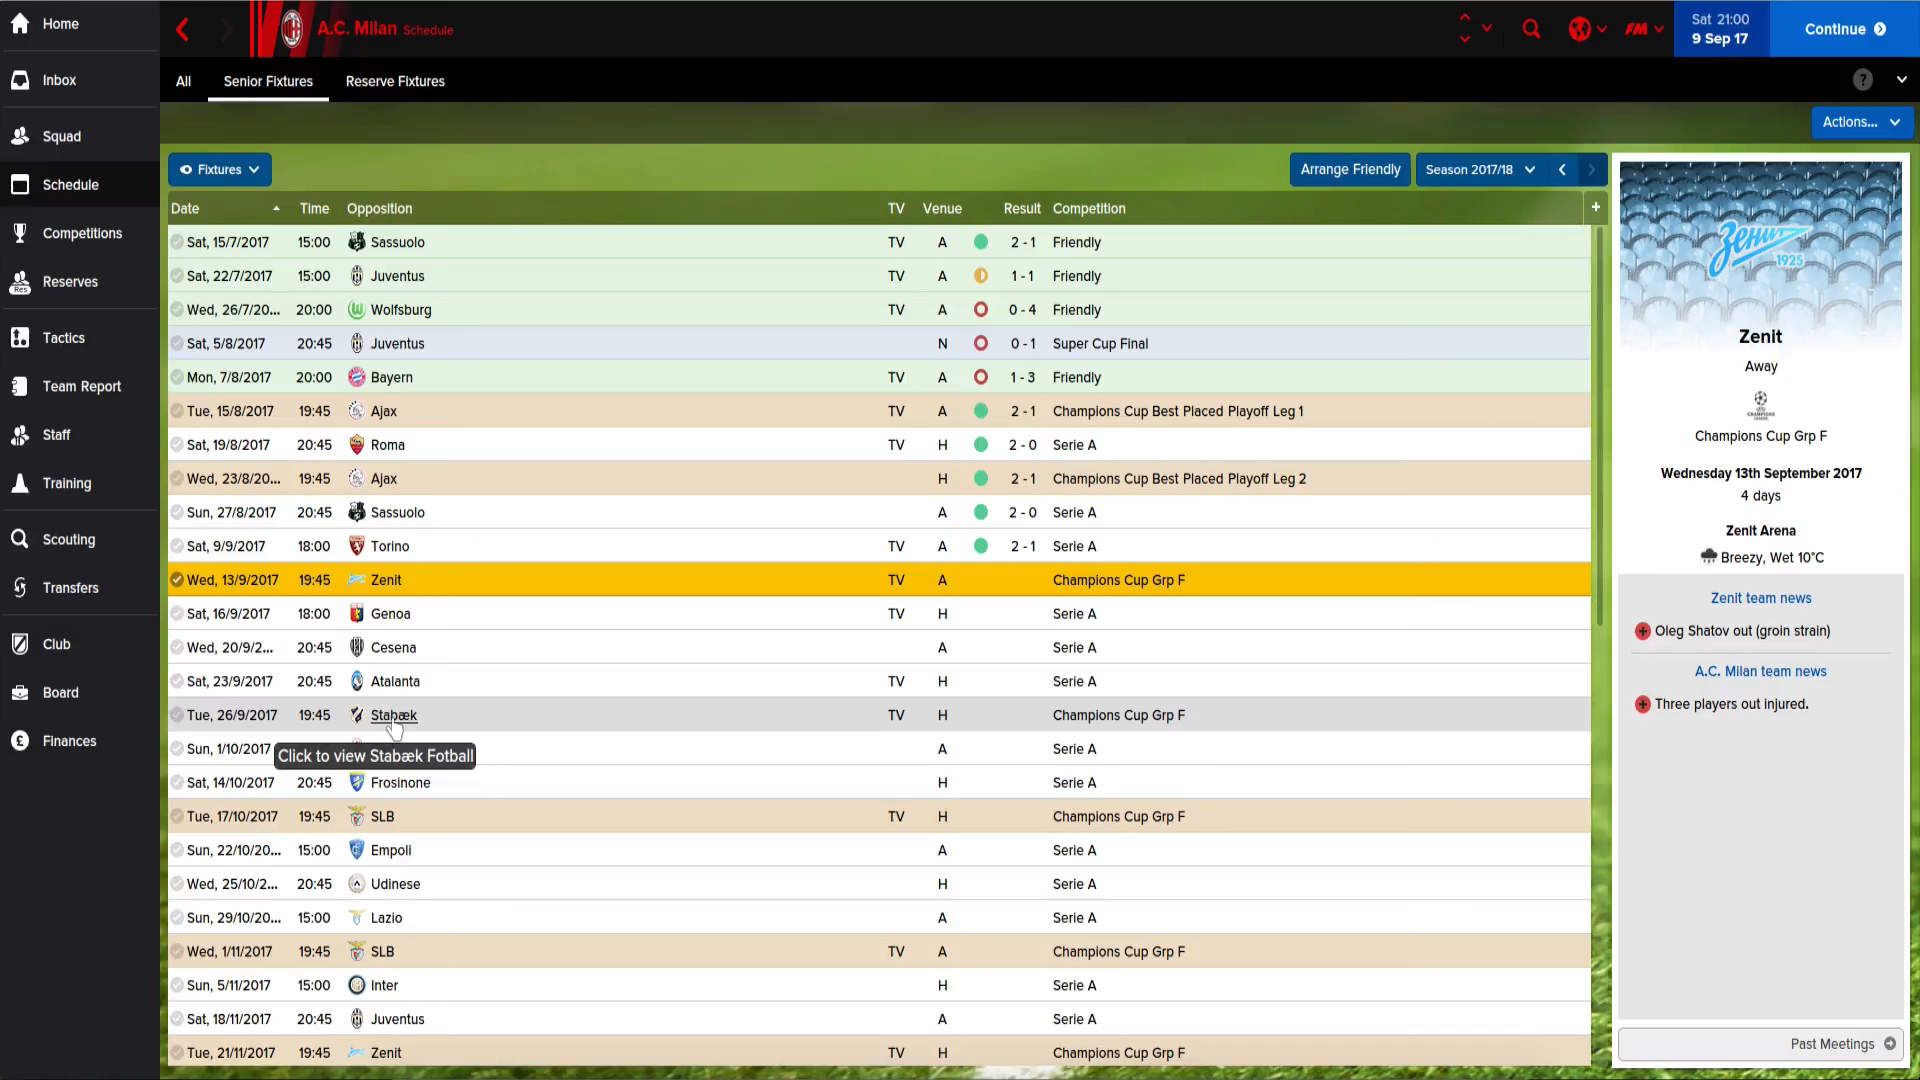 Home
Inbox
Squad
Schedule
Competitions
Reserves
Tactics
Team Report
Staff
Training
Scouting
Transfers
Club
Board
Finances
A.C. Milan Schedule
FM
Sat 21:00
9 Sep 17
Continue
All Senior Fixtures Reserve Fixtures
Actions...
Fixtures
Arrange Friendly Season 2017/18
Date Time Opposition TV Venue Result Competition
Sat, 15/7/2017 15:00 Sassuolo TV A 2 - 1 Friendly
Sat, 22/7/2017 15:00 Juventus TV A 1 - 1 Friendly
Wed, 26/7/20... 20:00 Wolfsburg TV A 0 - 4 Friendly
Sat, 5/8/2017 20:45 Juventus N 0 - 1 Super Cup Final
Mon, 7/8/2017 20:00 Bayern TV A 1 - 3 Friendly
Tue, 15/8/2017 19:45 Ajax TV A 2 - 1 Champions Cup Best Placed Playoff Leg 1
Sat, 19/8/2017 20:45 Roma TV H 2 - 0 Serie A
Wed, 23/8/20... 19:45 Ajax H 2 - 1 Champions Cup Best Placed Playoff Leg 2
Sun, 27/8/2017 20:45 Sassuolo A 2 - 0 Serie A
Sat, 9/9/2017 18:00 Torino TV A 2 - 1 Serie A
Wed, 13/9/2017 19:45 Zenit TV A Champions Cup Grp F
Sat, 16/9/2017 18:00 Genoa TV H Serie A
Wed, 20/9/2... 20:45 Cesena A Serie A
Sat, 23/9/2017 20:45 Atalanta TV H Serie A
Tue, 26/9/2017 19:45 Stabæk TV H Champions Cup Grp F
Sun, 1/10/2017 A Serie A
Click to view Stabæk Fotball
Sat, 14/10/2017 20:45 Frosinone H Serie A
Tue, 17/10/2017 19:45 SLB TV H Champions Cup Grp F
Sun, 22/10/20... 15:00 Empoli A Serie A
Wed, 25/10/2... 20:45 Udinese H Serie A
Sun, 29/10/20... 15:00 Lazio A Serie A
Wed, 1/11/2017 19:45 SLB TV A Champions Cup Grp F
Sun, 5/11/2017 15:00 Inter H Serie A
Sat, 18/11/2017 20:45 Juventus A Serie A
Tue, 21/11/2017 19:45 Zenit TV H Champions Cup Grp F
Зенит
1925
Zenit
Away
Champions Cup Grp F
Wednesday 13th September 2017
4 days
Zenit Arena
Breezy, Wet 10°C
Zenit team news
Oleg Shatov out (groin strain)
A.C. Milan team news
Three players out injured.
Past Meetings